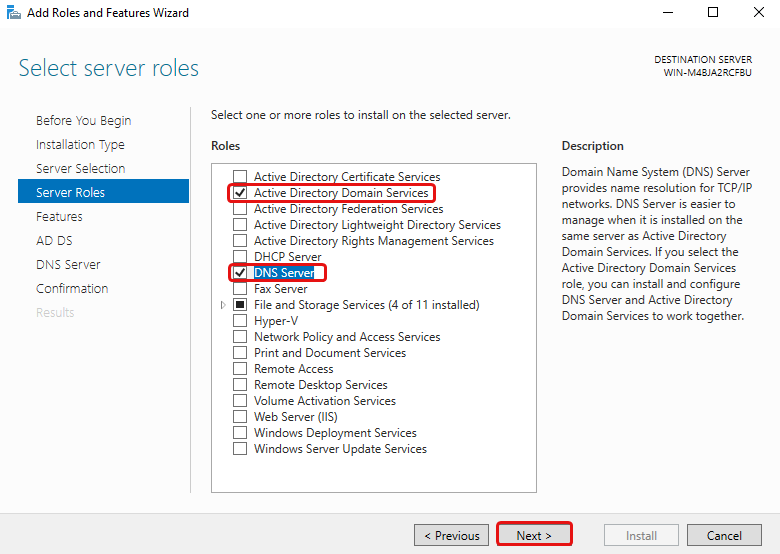 Add Roles and Features Wizard
Select server roles
DESTINATION SERVER
WIN-M4BJA2RCFBU
Before You Begin
Installation Type
Server Selection
Server Roles
Features
AD DS
DNS Server
Confirmation
Results
Select one or more roles to install on the selected server.
Roles
Active Directory Certificate Services
Active Directory Domain Services
Active Directory Federation Services
Active Directory Lightweight Directory Services
Active Directory Rights Management Services
DHCP Server
DNS Server
Fax Server
File and Storage Services (4 of 11 installed)
Hyper-V
Network Policy and Access Services
Print and Document Services
Remote Access
Remote Desktop Services
Volume Activation Services
Web Server (IIS)
Windows Deployment Services
Windows Server Update Services
Description
Domain Name System (DNS) Server
provides name resolution for TCP/IP
networks. DNS Server is easier to
manage when it is installed on the
same server as Active Directory
Domain Services. If you select the
Active Directory Domain Services
role, you can install and configure
DNS Server and Active Directory
Domain Services to work together.
< Previous
Next >
Install
Cancel